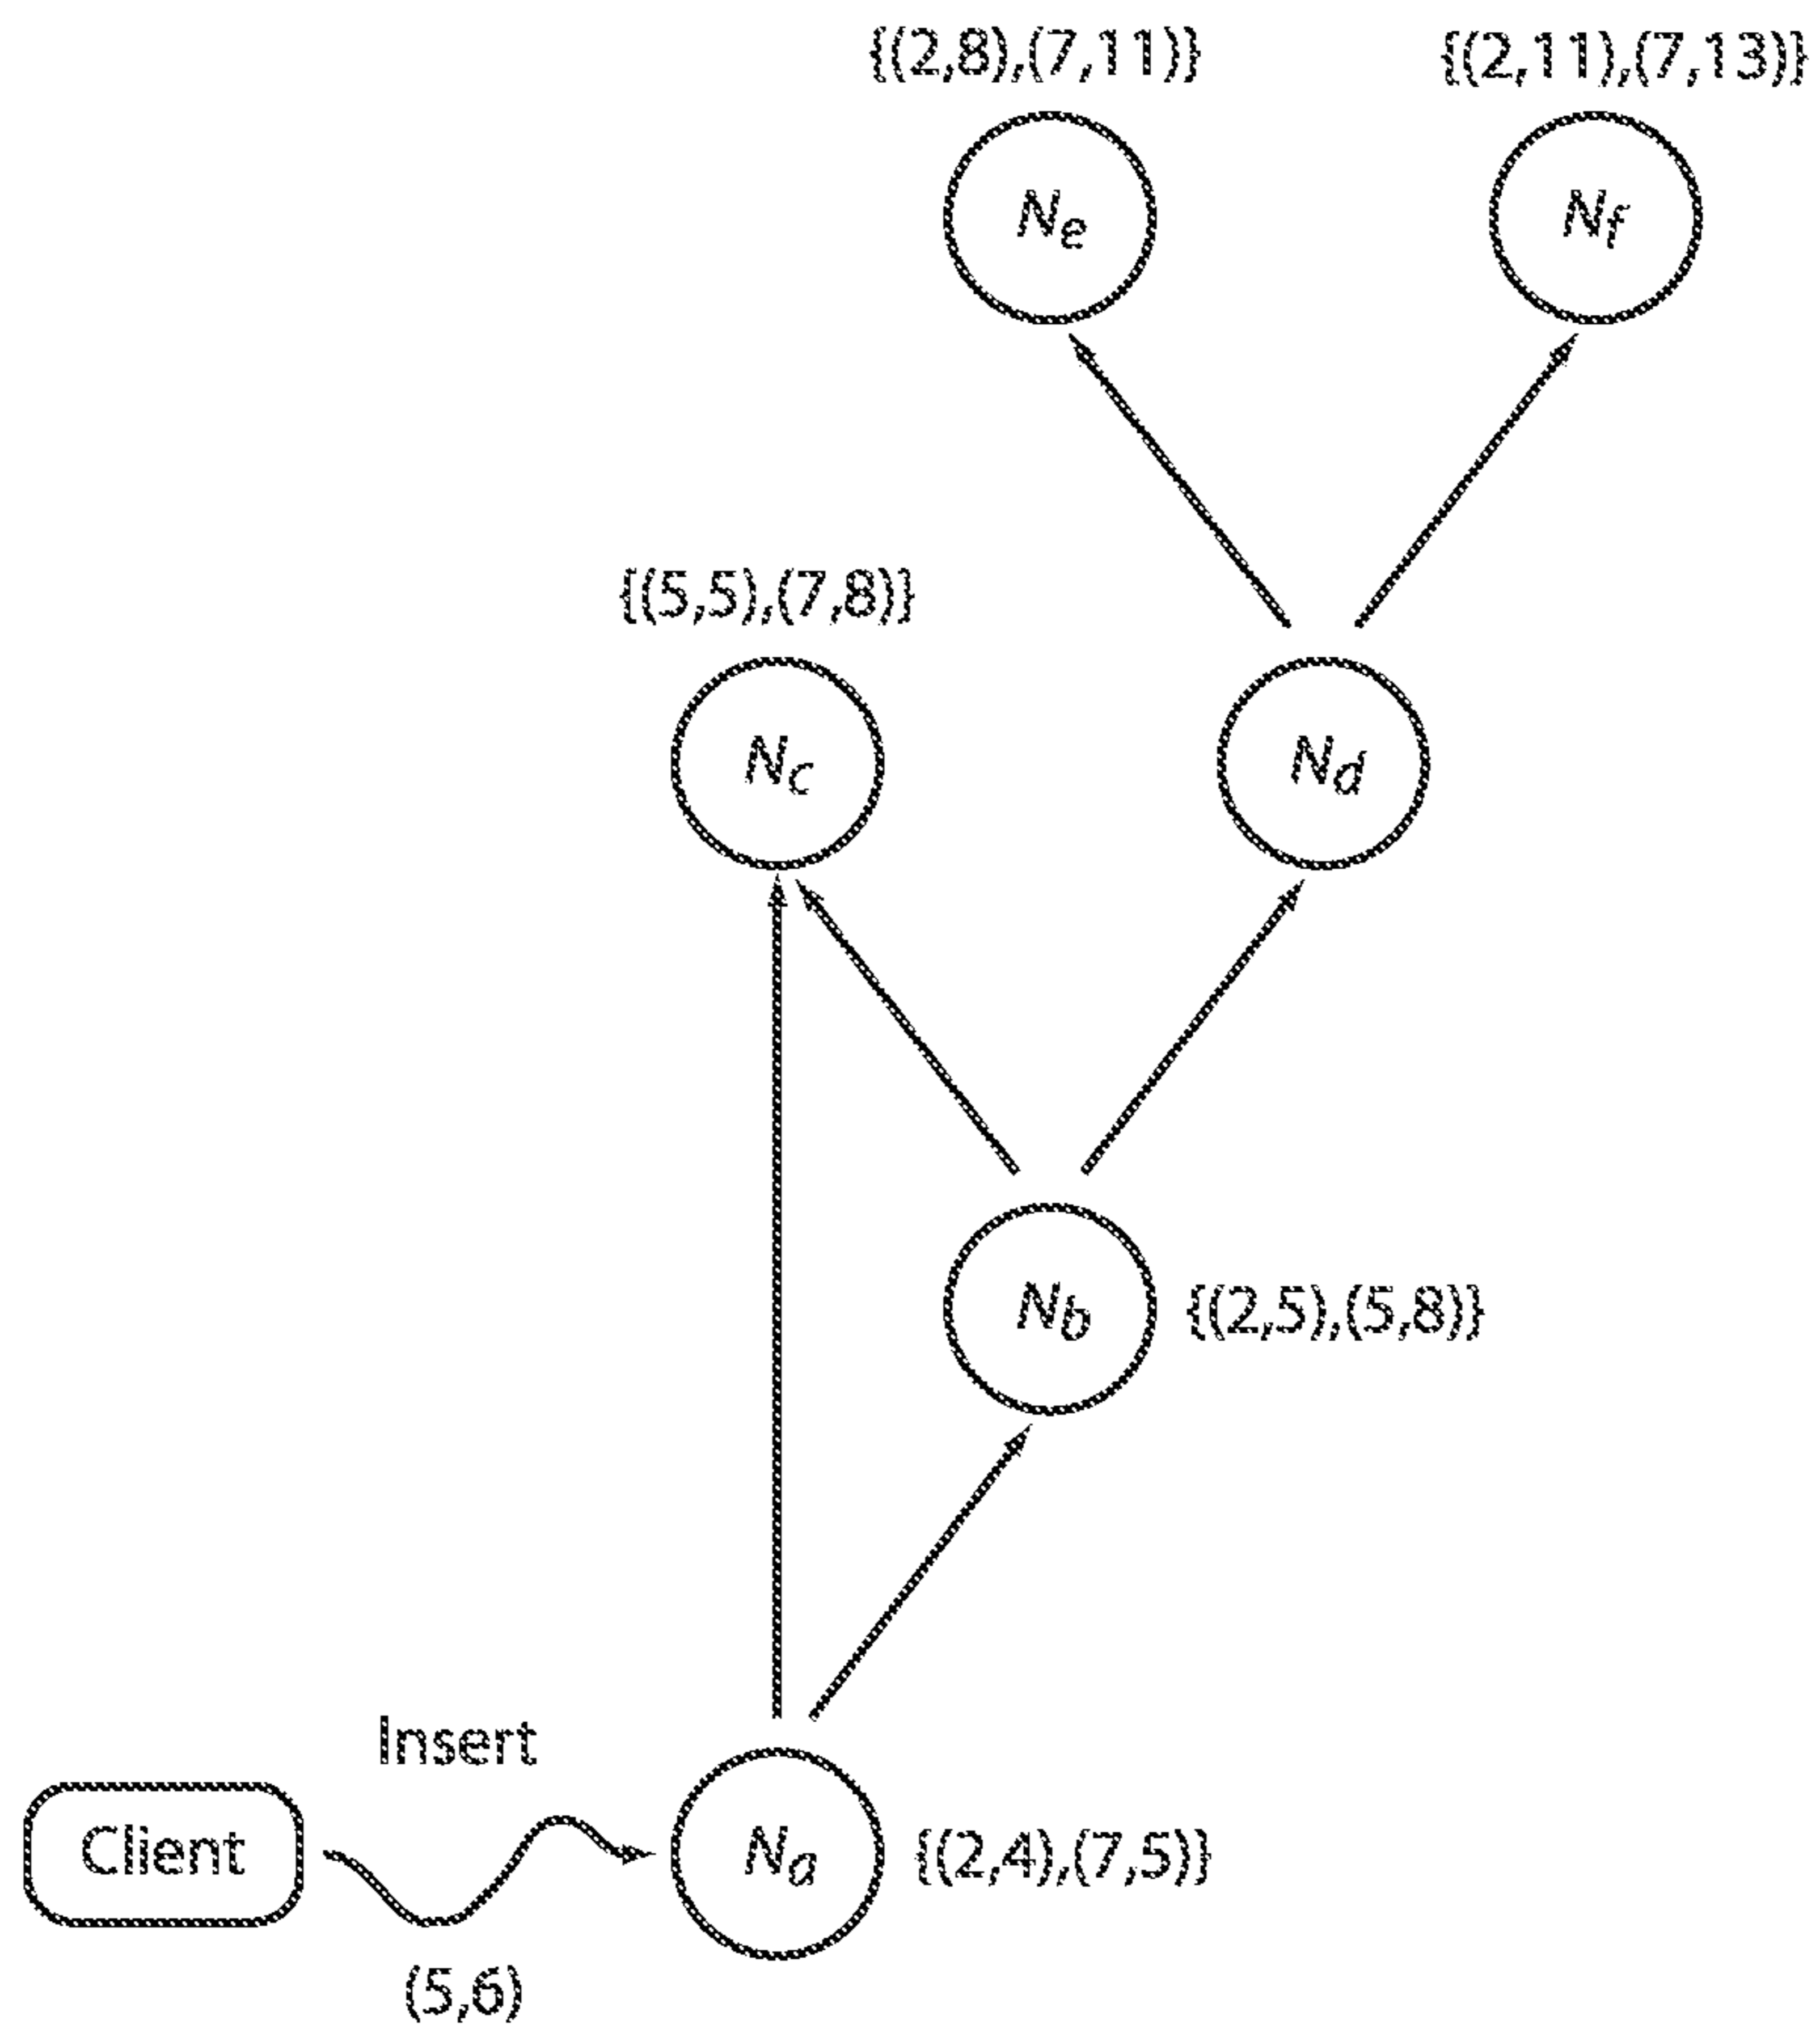 {(2,8),(7,11)}
{(2,11),(7,13)}
Ne
Nf
{(5,5),(7,8)}
Nc
Nd
Nb
{(2,5),(5,8)}
Insert
Client
Na
{(2,4),(7,5)}
(5,6)